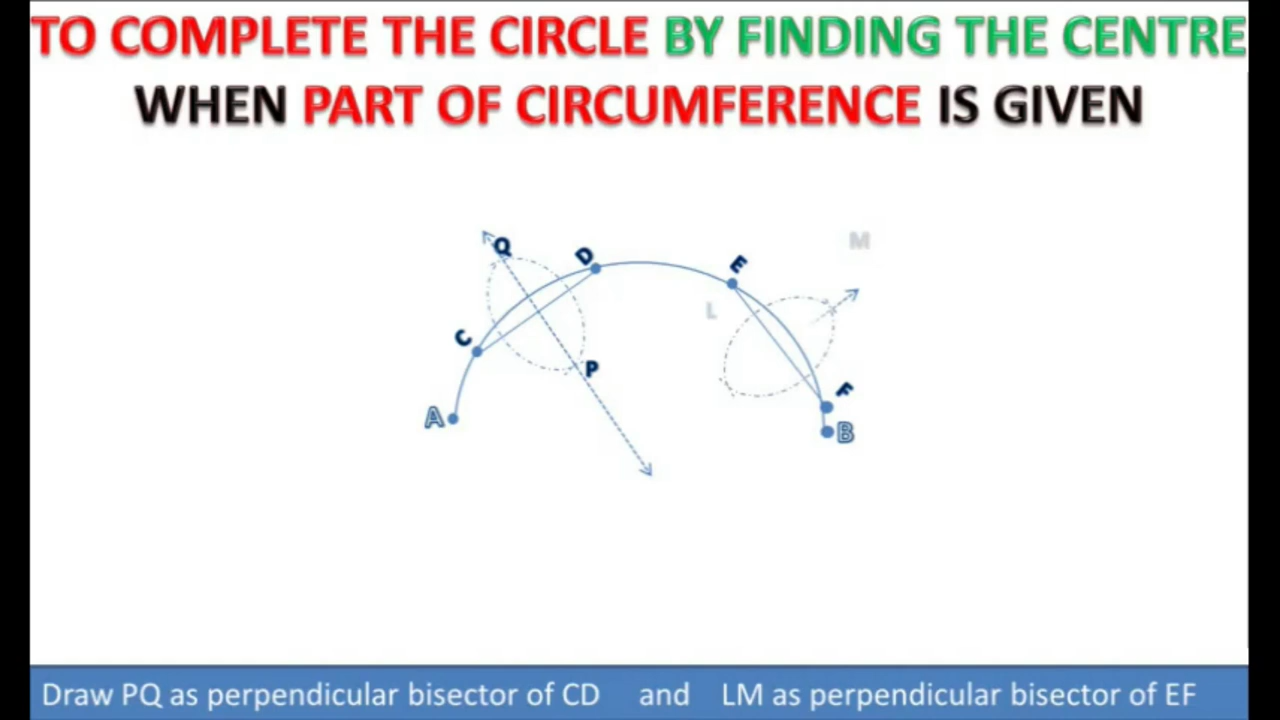 TO COMPLETE THE CIRCLE BY FINDING THE CENTRE
WHEN PART OF CIRCUMFERENCE IS GIVEN
Q
D
E
M
L
C
P
F
A
B
Draw PQ as perpendicular bisector of CD and LM as perpendicular bisector of EF